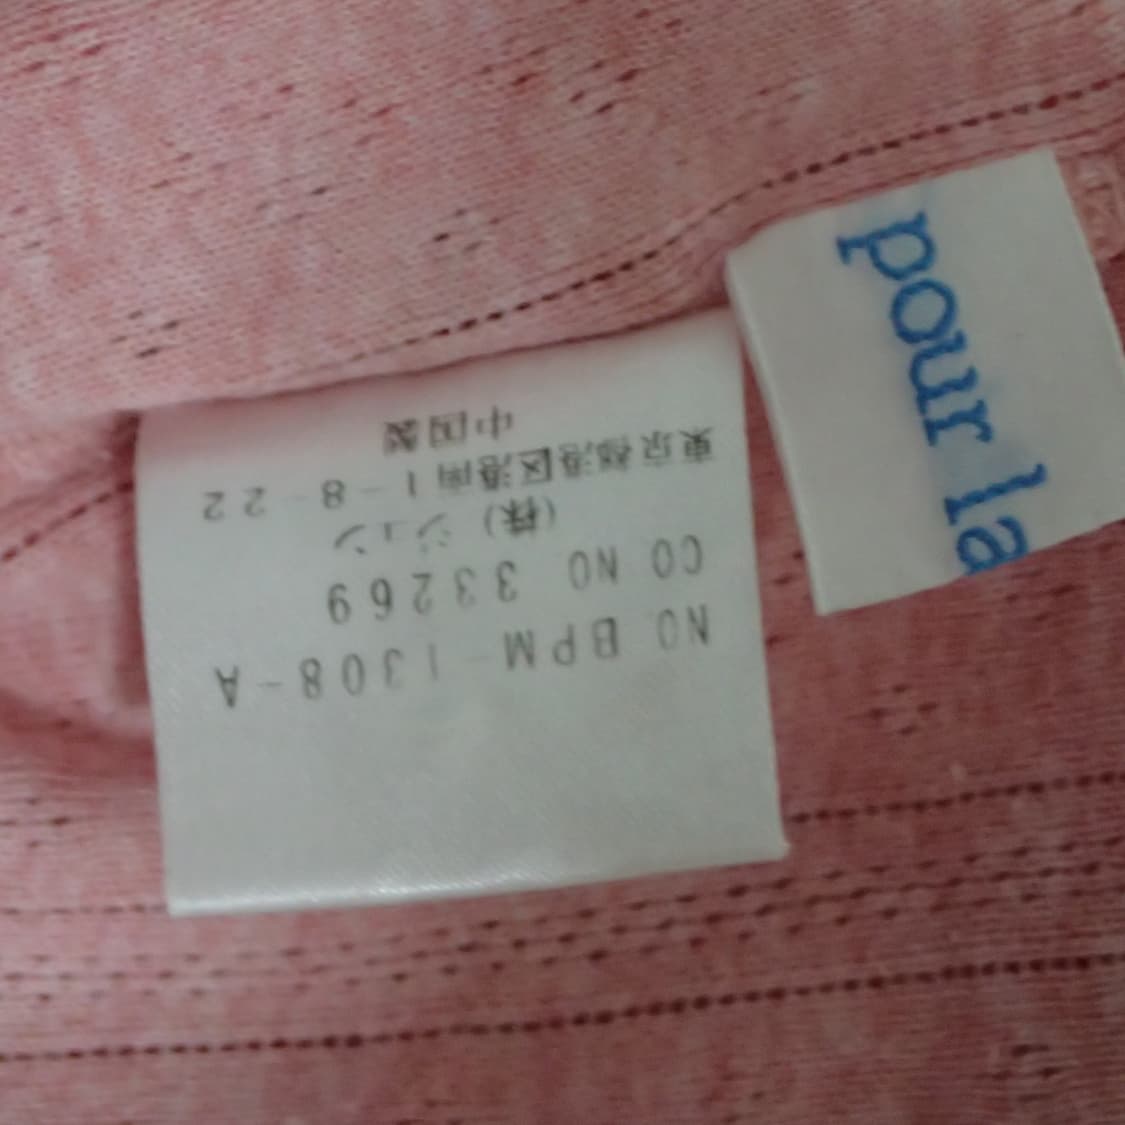 NO BPM-1308-A
CO NO 33269
(株) ジュン
東京都港区港南1-8-22
中国製
pour la